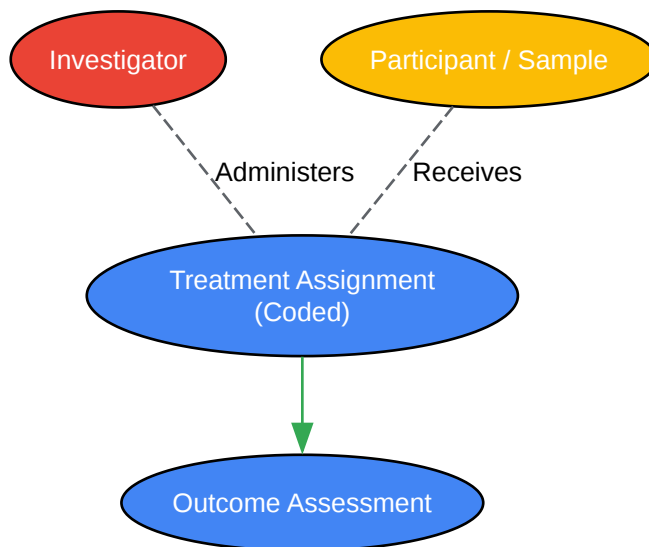 Investigator
Participant / Sample
Administers
Receives
Treatment Assignment
(Coded)
Outcome Assessment